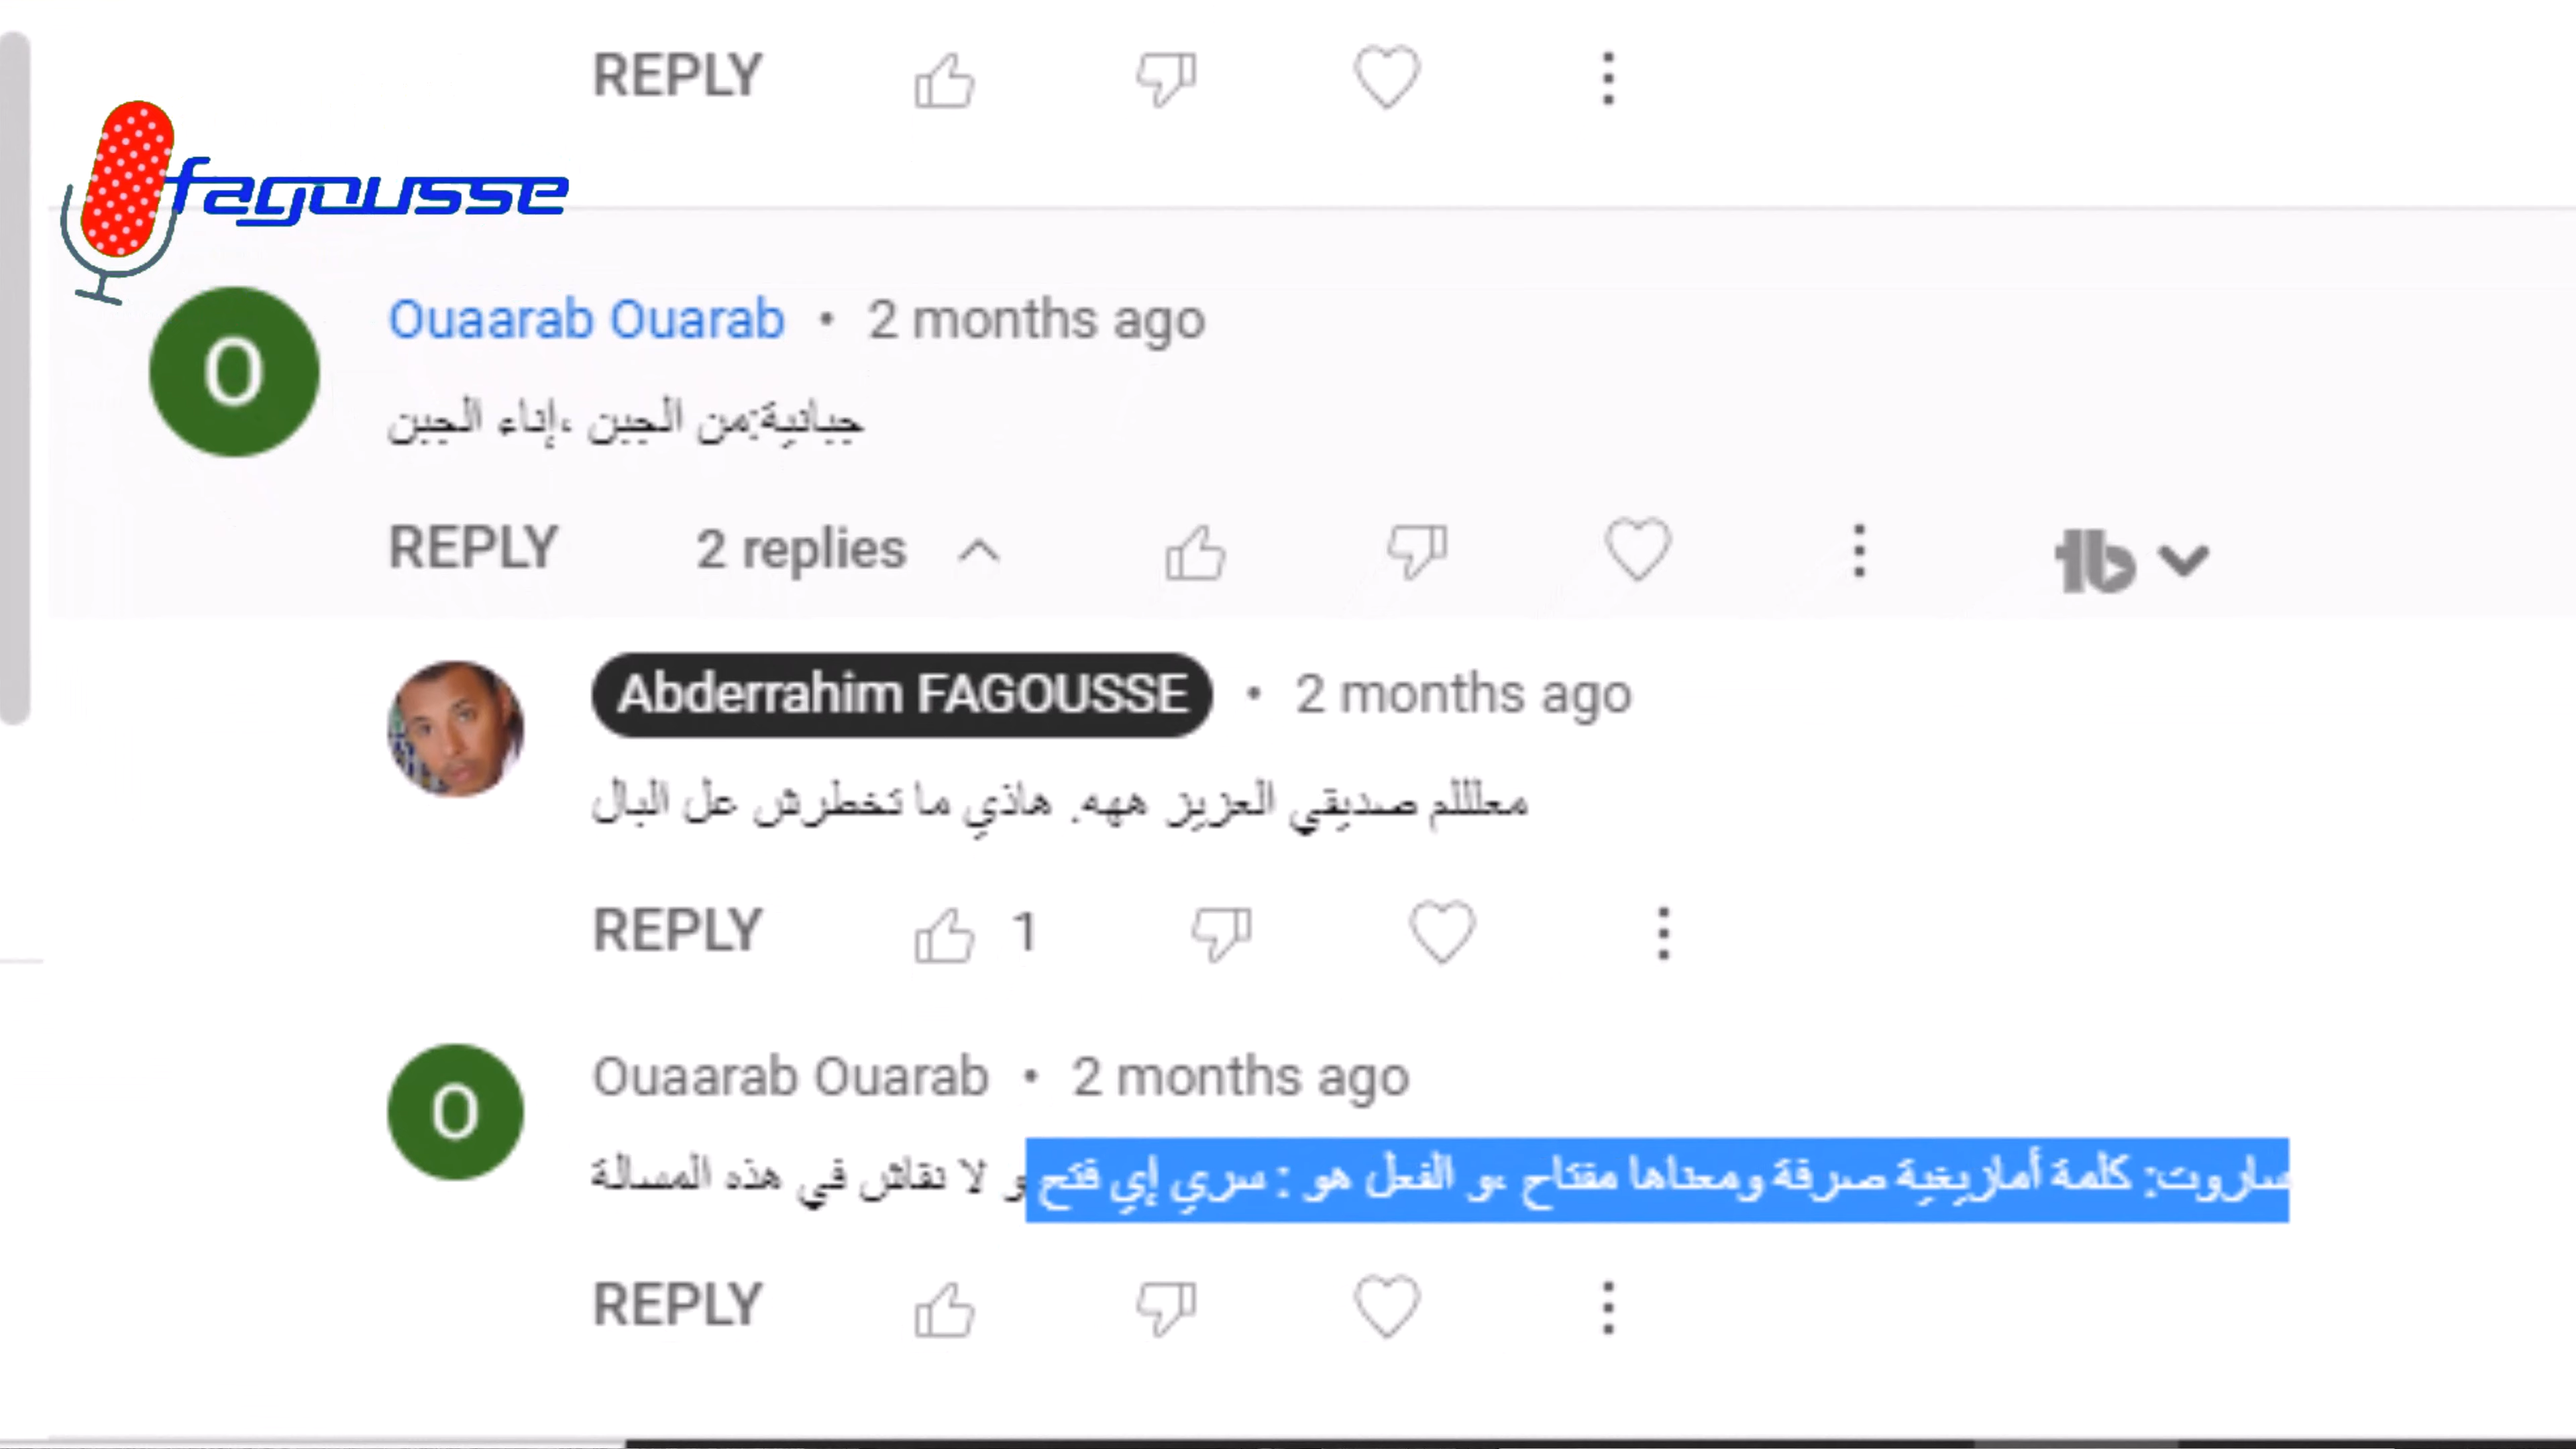 REPLY
fagousse
O
Ouaarab Ouarab • 2 months ago
جبانية:من الجبن ،إناء الجبن
REPLY 2 replies
tb
Abderrahim FAGOUSSE • 2 months ago
معلللم صديقي العزيز ههه. هاذي ما تخطرش عل البال
REPLY 1
O
Ouaarab Ouarab • 2 months ago
ساروت: كلمة أمازيغية صرفة ومعناها مفتاح ،و الفعل هو : سري إي فتح و لا نقاش في هذه المسالة
REPLY